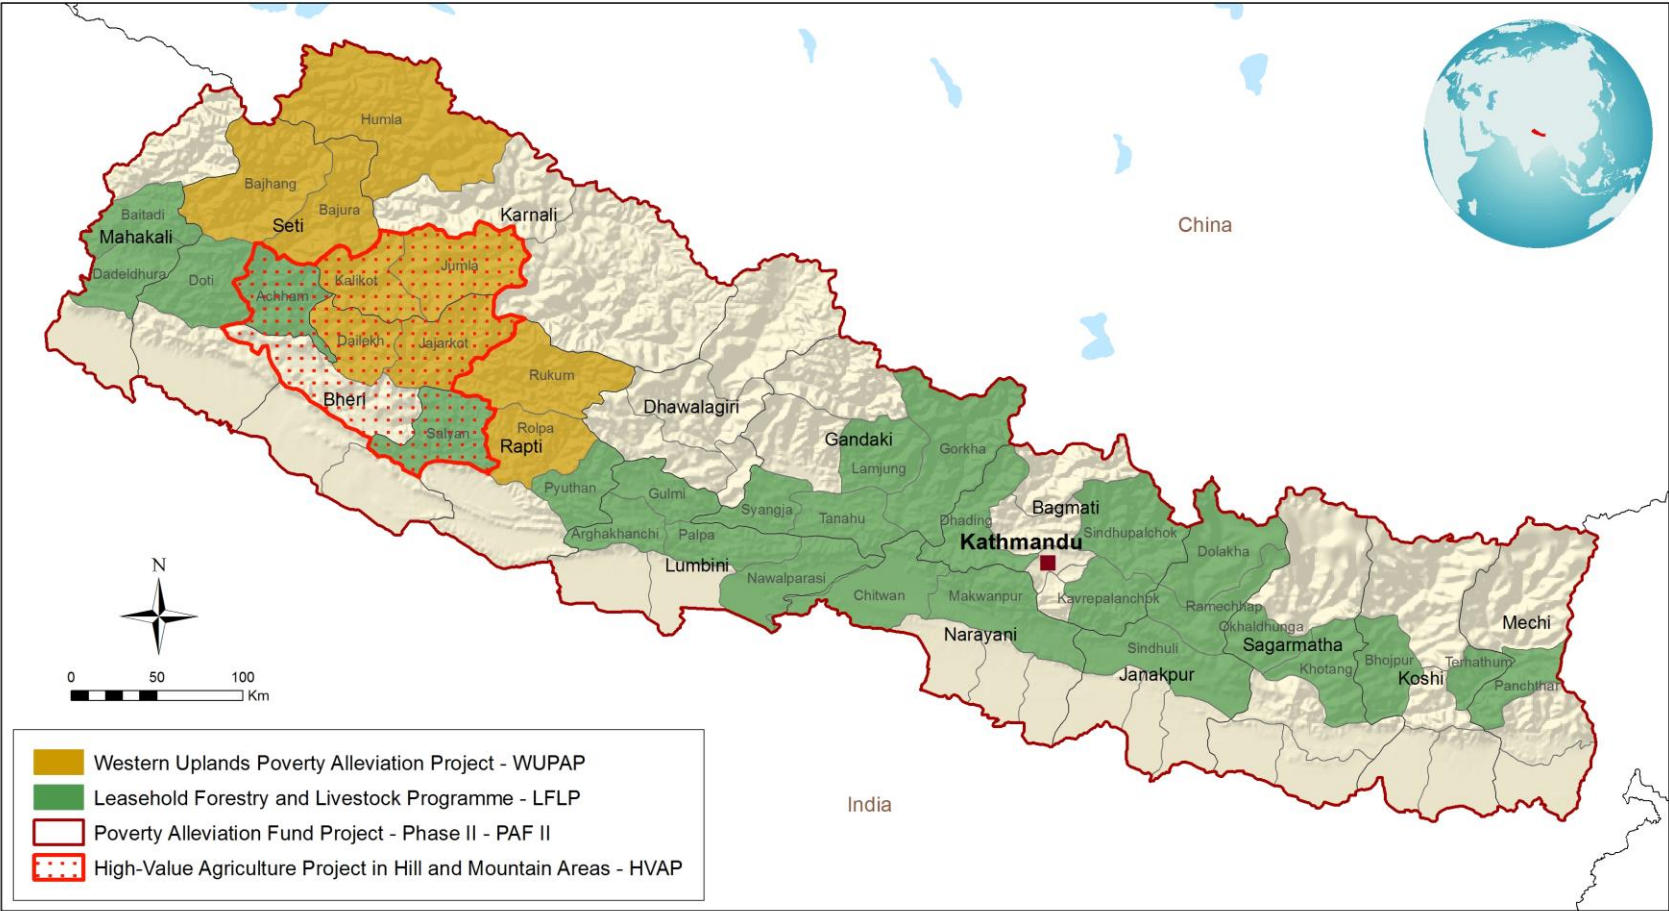 Humla
China
Bajhang
Bajura
Seti
Karnali
Baitadi
Mahakali
Dadeldhura
Doti
Achham
Kalikot
Jumla
Dailekh
Jajarkot
Rukum
Bheri
Salyan
Rolpa
Rapti
Dhawalagiri
Gandaki
Lamjung
Gorkha
Pyuthan
Gulmi
Syangja
Tanahu
Dhading
Bagmati
Sindhupalchok
Arghakhanchi
Palpa
Kathmandu
Dolakha
Lumbini
Nawalparasi
Chitwan
Makwanpur
Kavrepalanchok
Ramechhap
Okhaldhunga
Mechi
Narayani
Sindhuli
Sagarmatha
Khotang
Bhojpur
Terhathum
Janakpur
Koshi
Panchthar
India
N
0 50 100
Km
Western Uplands Poverty Alleviation Project - WUPAP
Leasehold Forestry and Livestock Programme - LFLP
Poverty Alleviation Fund Project - Phase II - PAF II
High-Value Agriculture Project in Hill and Mountain Areas - HVAP